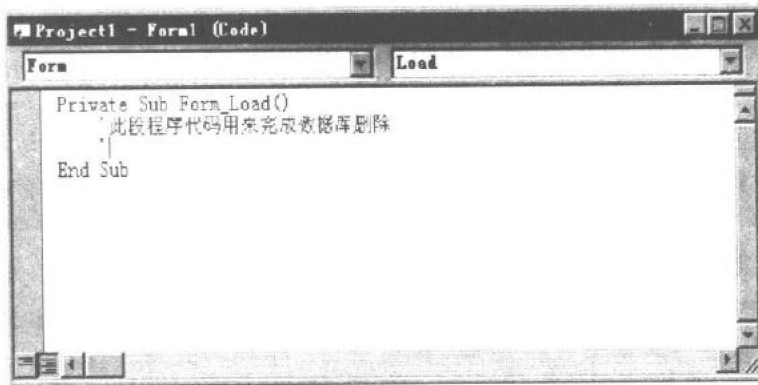 Project1 - Form1 (Code)
Form
Load
Private Sub Form_Load()
'此段程序代码用来完成数据库删除
'
End Sub